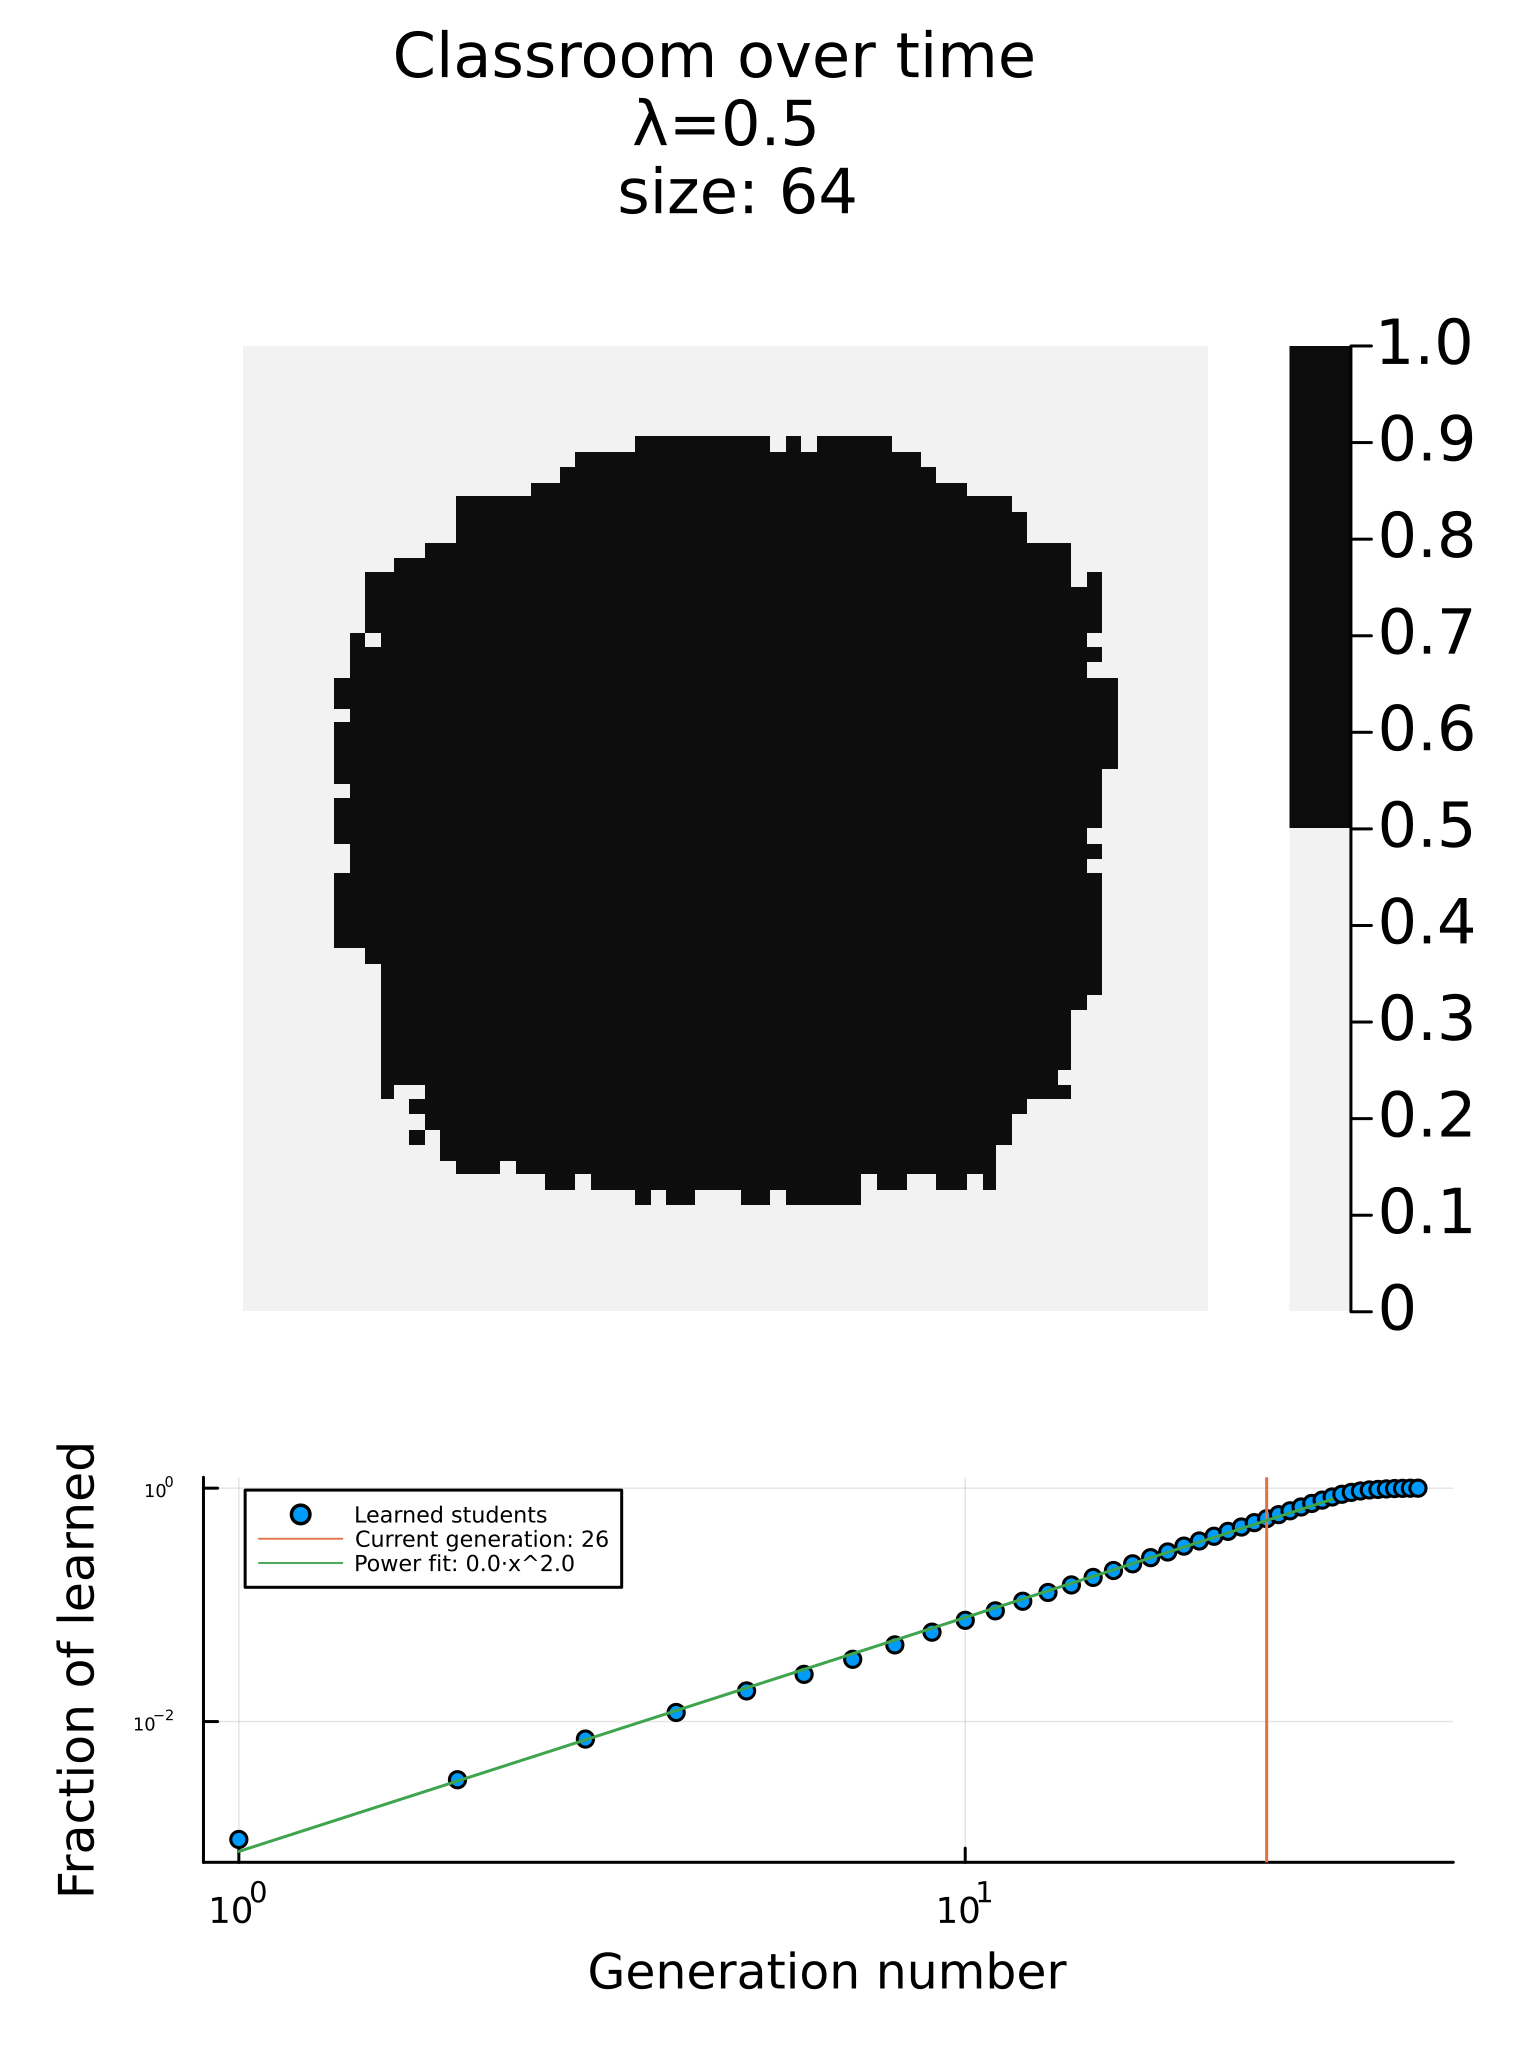 Classroom over time
λ=0.5
size: 64
1.0
0.9
0.8
0.7
0.6
0.5
0.4
0.3
0.2
0.1
0
Fraction of learned
10^0
10^−2
Learned students
Current generation: 26
Power fit: 0.0·x^2.0
10^0
10^1
Generation number